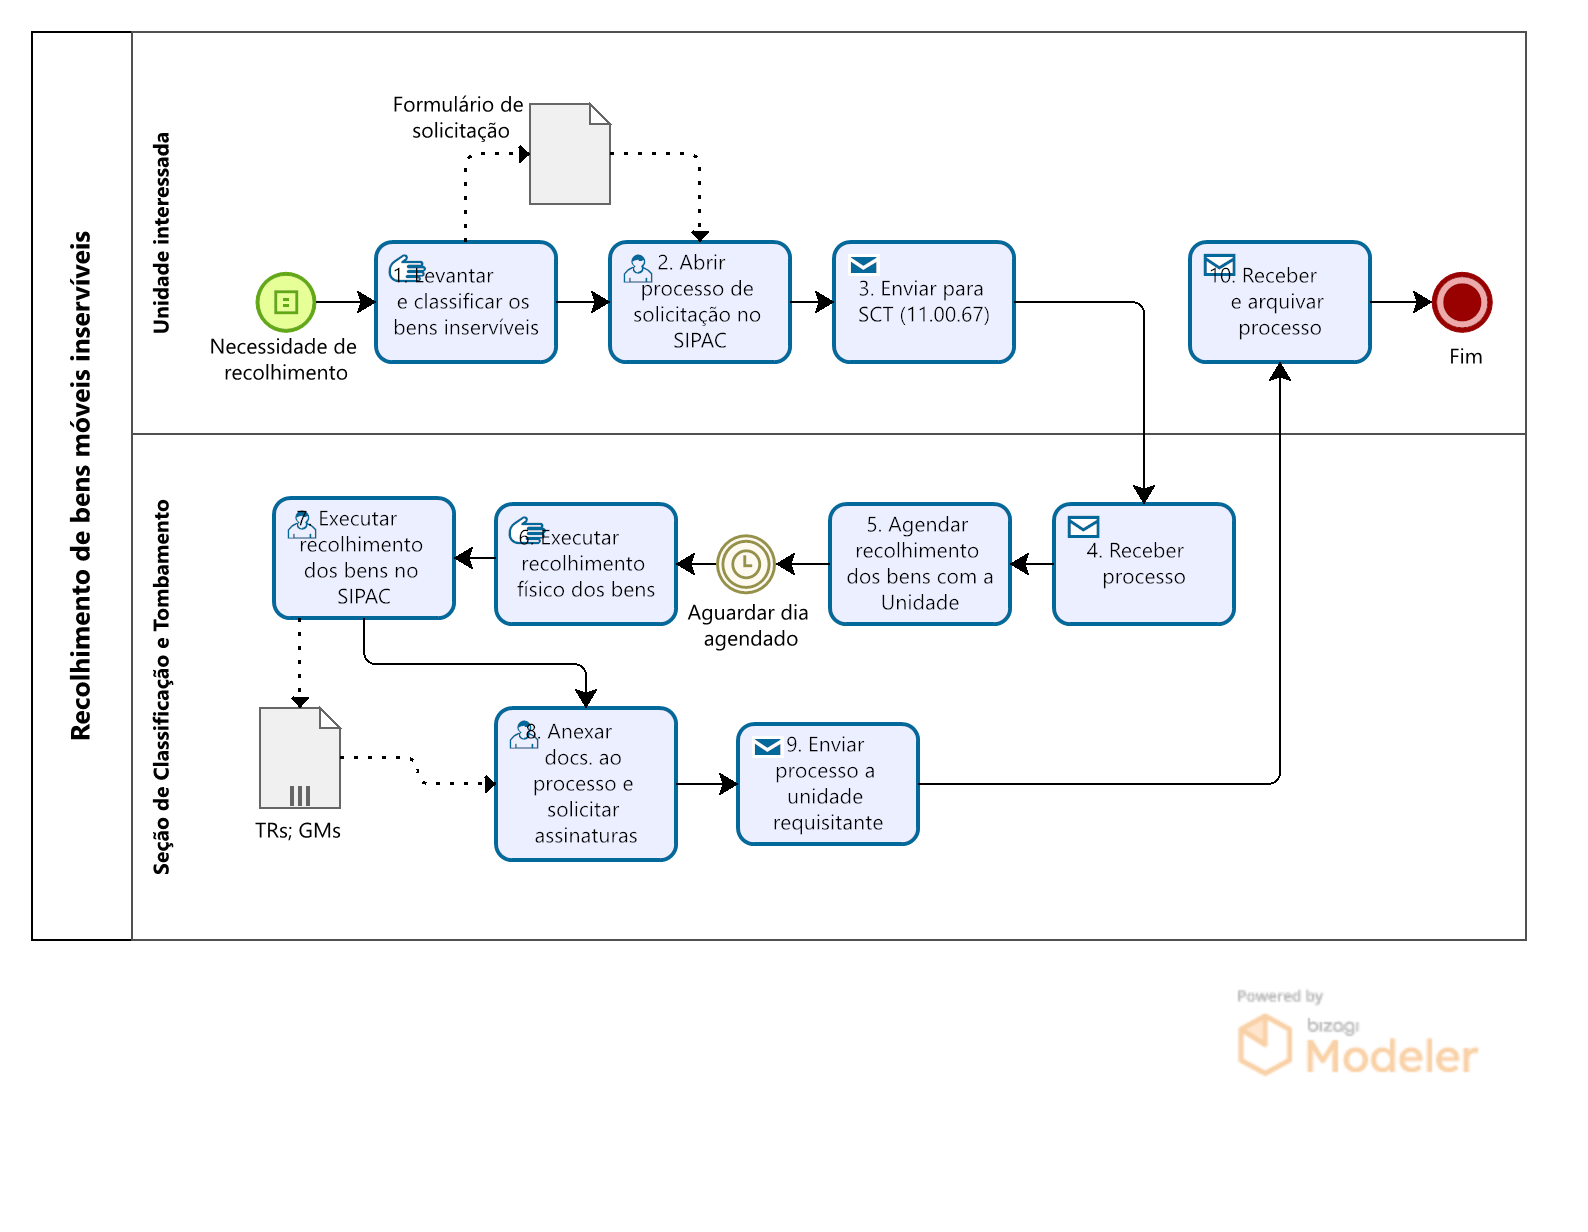 Recolhimento de bens móveis inservíveis
Unidade interessada
Formulário de
solicitação
Necessidade de
recolhimento
1. Levantar
e classificar os
bens inservíveis
2. Abrir
processo de
solicitação no
SIPAC
3. Enviar para
SCT (11.00.67)
10. Receber
e arquivar
processo
Fim
Seção de Classificação e Tombamento
4. Receber
processo
5. Agendar
recolhimento
dos bens com a
Unidade
Aguardar dia
agendado
6. Executar
recolhimento
físico dos bens
7. Executar
recolhimento
dos bens no
SIPAC
TRs; GMs
8. Anexar
docs. ao
processo e
solicitar
assinaturas
9. Enviar
processo a
unidade
requisitante
Powered by
bizagi
Modeler